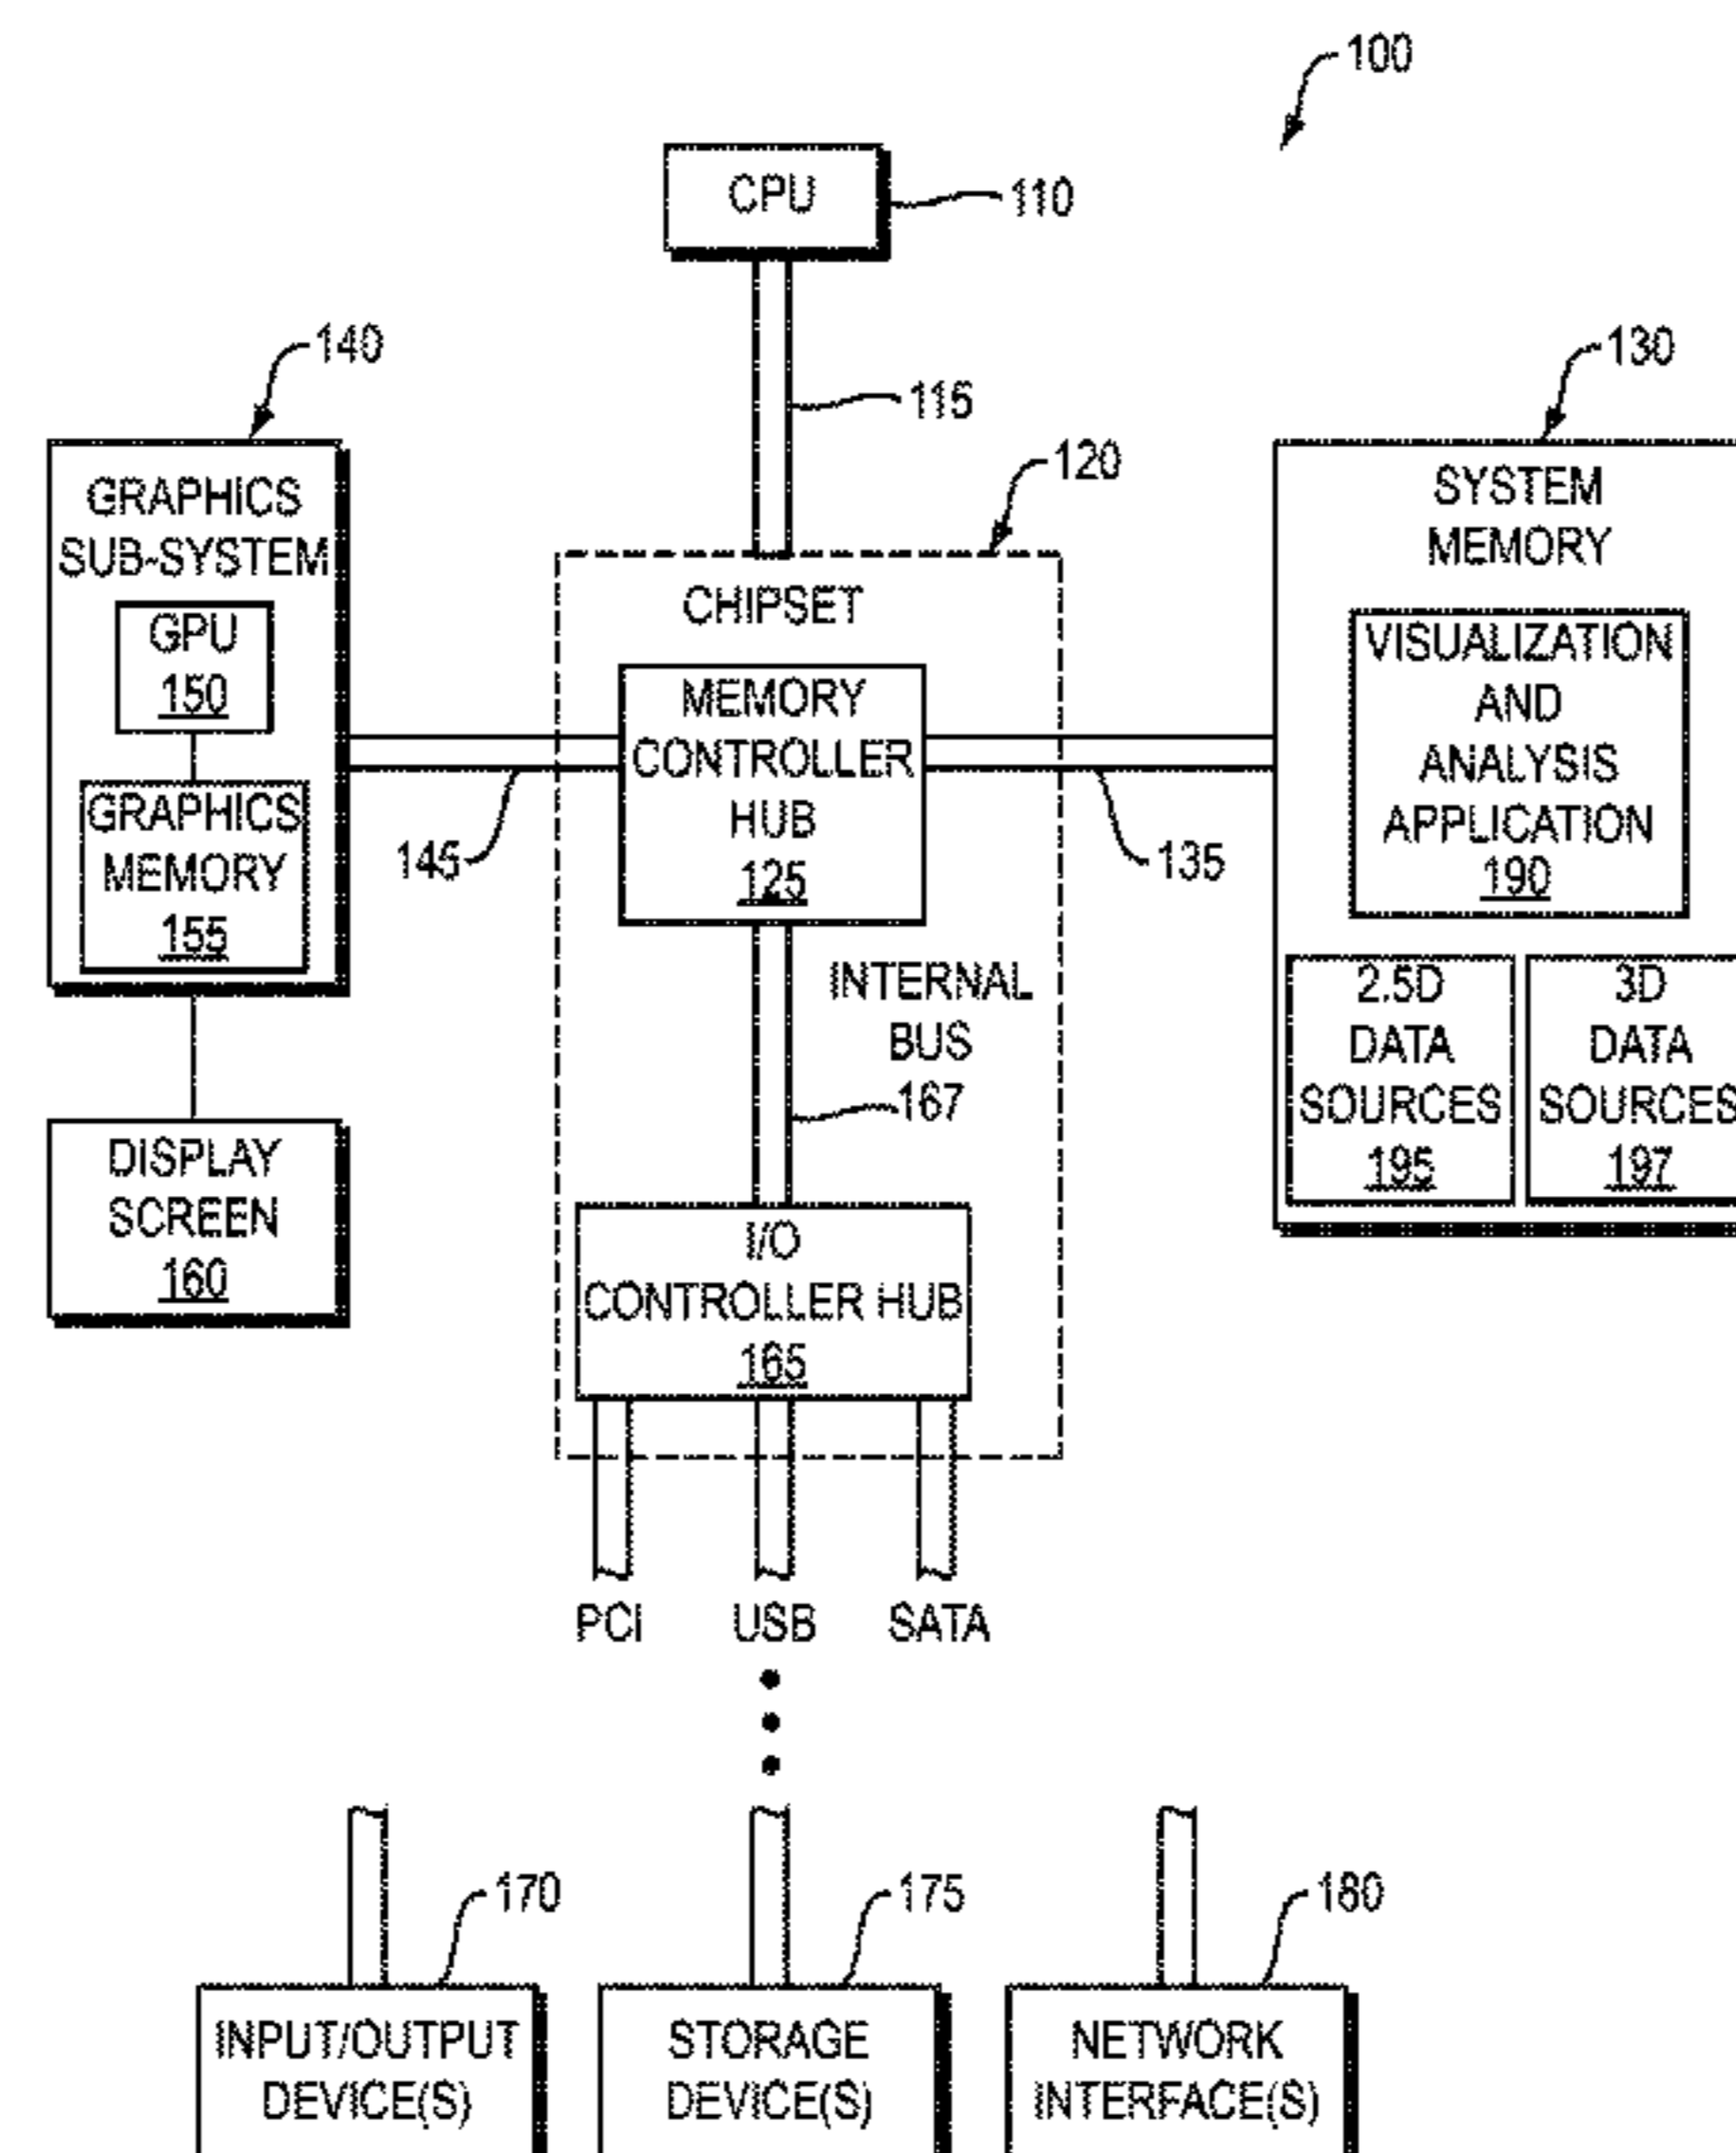 100
CPU
110
115
140
GRAPHICS
SUB-SYSTEM
GPU
150
GRAPHICS
MEMORY
155
145
DISPLAY
SCREEN
160
120
CHIPSET
MEMORY
CONTROLLER
HUB
125
135
INTERNAL
BUS
167
I/O
CONTROLLER HUB
165
PCI
USB
SATA
130
SYSTEM
MEMORY
VISUALIZATION
AND
ANALYSIS
APPLICATION
190
2.5D
DATA
SOURCES
195
3D
DATA
SOURCES
197
170
INPUT/OUTPUT
DEVICE(S)
175
STORAGE
DEVICE(S)
180
NETWORK
INTERFACE(S)